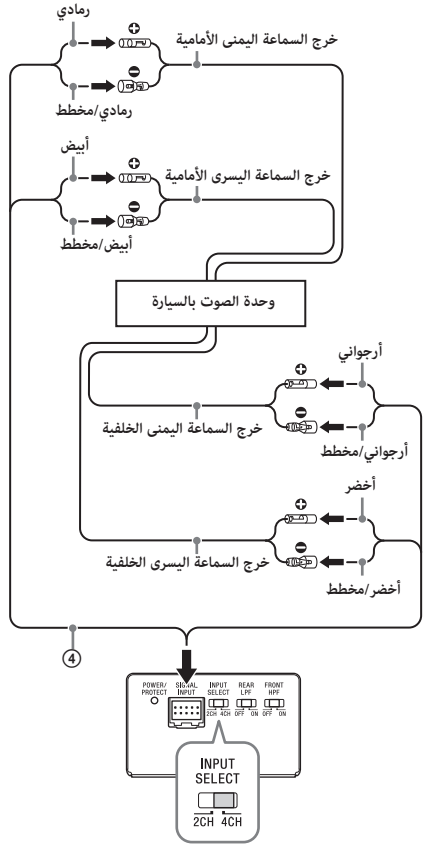 رمادي
خرج السماعة اليمنى الأمامية
رمادي/مخطط
أبيض
خرج السماعة اليسرى الأمامية
أبيض/مخطط
وحدة الصوت بالسيارة
أرجواني
خرج السماعة اليمنى الخلفية
أرجواني/مخطط
أخضر
خرج السماعة اليسرى الخلفية
أخضر/مخطط
④
POWER/
PROTECT
SIGNAL
INPUT
INPUT
SELECT
2CH 4CH
REAR
LPF
OFF ON
FRONT
HPF
OFF ON
INPUT
SELECT
2CH 4CH